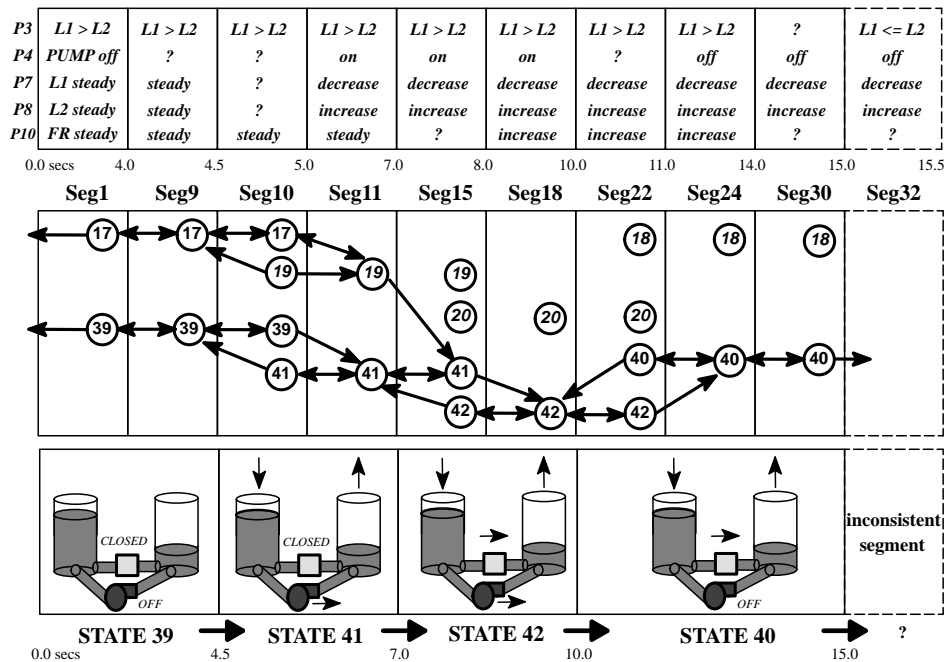 P3 L1 > L2 L1 > L2 L1 > L2 L1 > L2 L1 > L2 L1 > L2 L1 > L2 L1 > L2 ? L1 <= L2
P4 PUMP off ? ? on on on ? off off off
P7 L1 steady steady ? decrease decrease decrease decrease decrease decrease decrease
P8 L2 steady steady ? increase increase increase increase increase increase increase
P10 FR steady steady steady steady ? increase increase increase ? ?
0.0 secs 4.0 4.5 5.0 7.0 8.0 10.0 11.0 14.0 15.0 15.5
Seg1 Seg9 Seg10 Seg11 Seg15 Seg18 Seg22 Seg24 Seg30 Seg32
17 17 17 18 18 18
19 19 19
39 39 39 20 20 20
41 41 41 40 40 40
42 42 42
CLOSED CLOSED
OFF OFF
inconsistent
segment
STATE 39 STATE 41 STATE 42 STATE 40 ?
0.0 secs 4.5 7.0 10.0 15.0